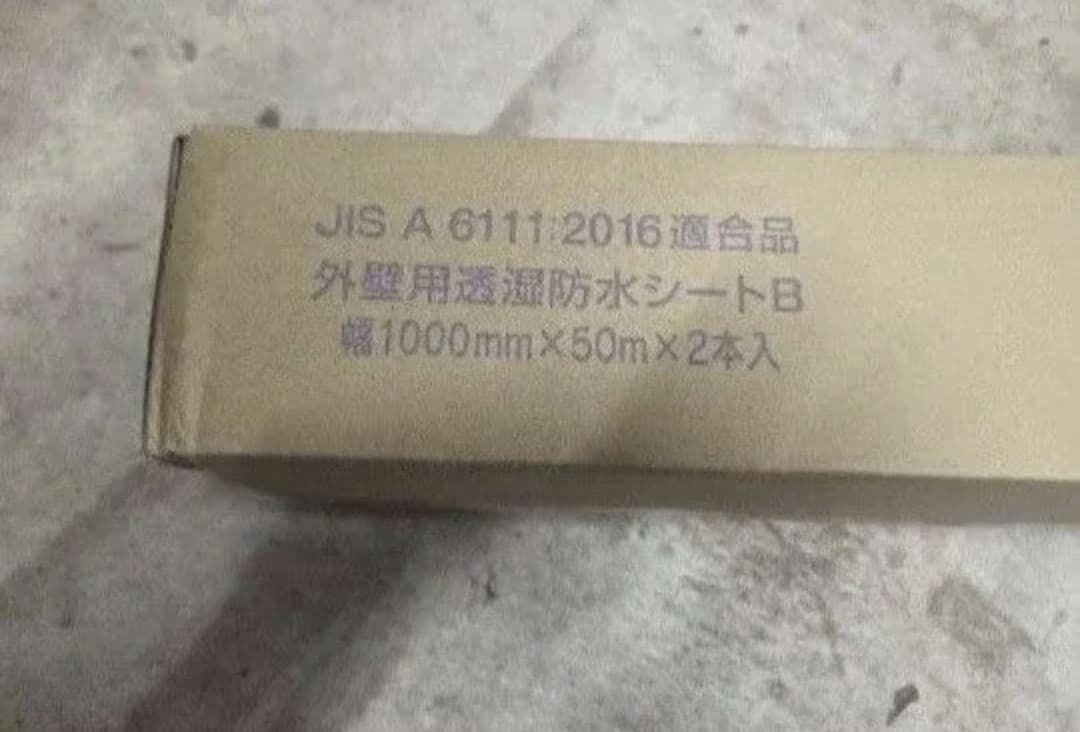 JIS A 6111:2016適合品
外壁用透湿防水シートB
幅1000mm×50m×2本入